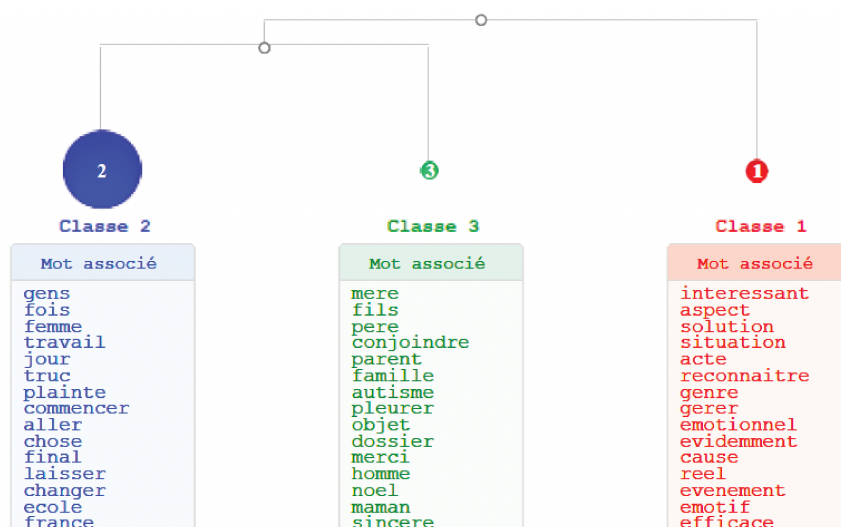 2
3
1
Classe 2
Classe 3
Classe 1
Mot associé
gens
fois
femme
travail
jour
truc
plainte
commencer
aller
chose
final
laisser
changer
ecole
france
Mot associé
mere
fils
pere
conjoindre
parent
famille
autisme
pleurer
objet
dossier
merci
homme
noel
maman
sincere
Mot associé
interessant
aspect
solution
situation
acte
reconnaitre
genre
gerer
emotionnel
evidemment
cause
reel
evenement
emotif
efficace